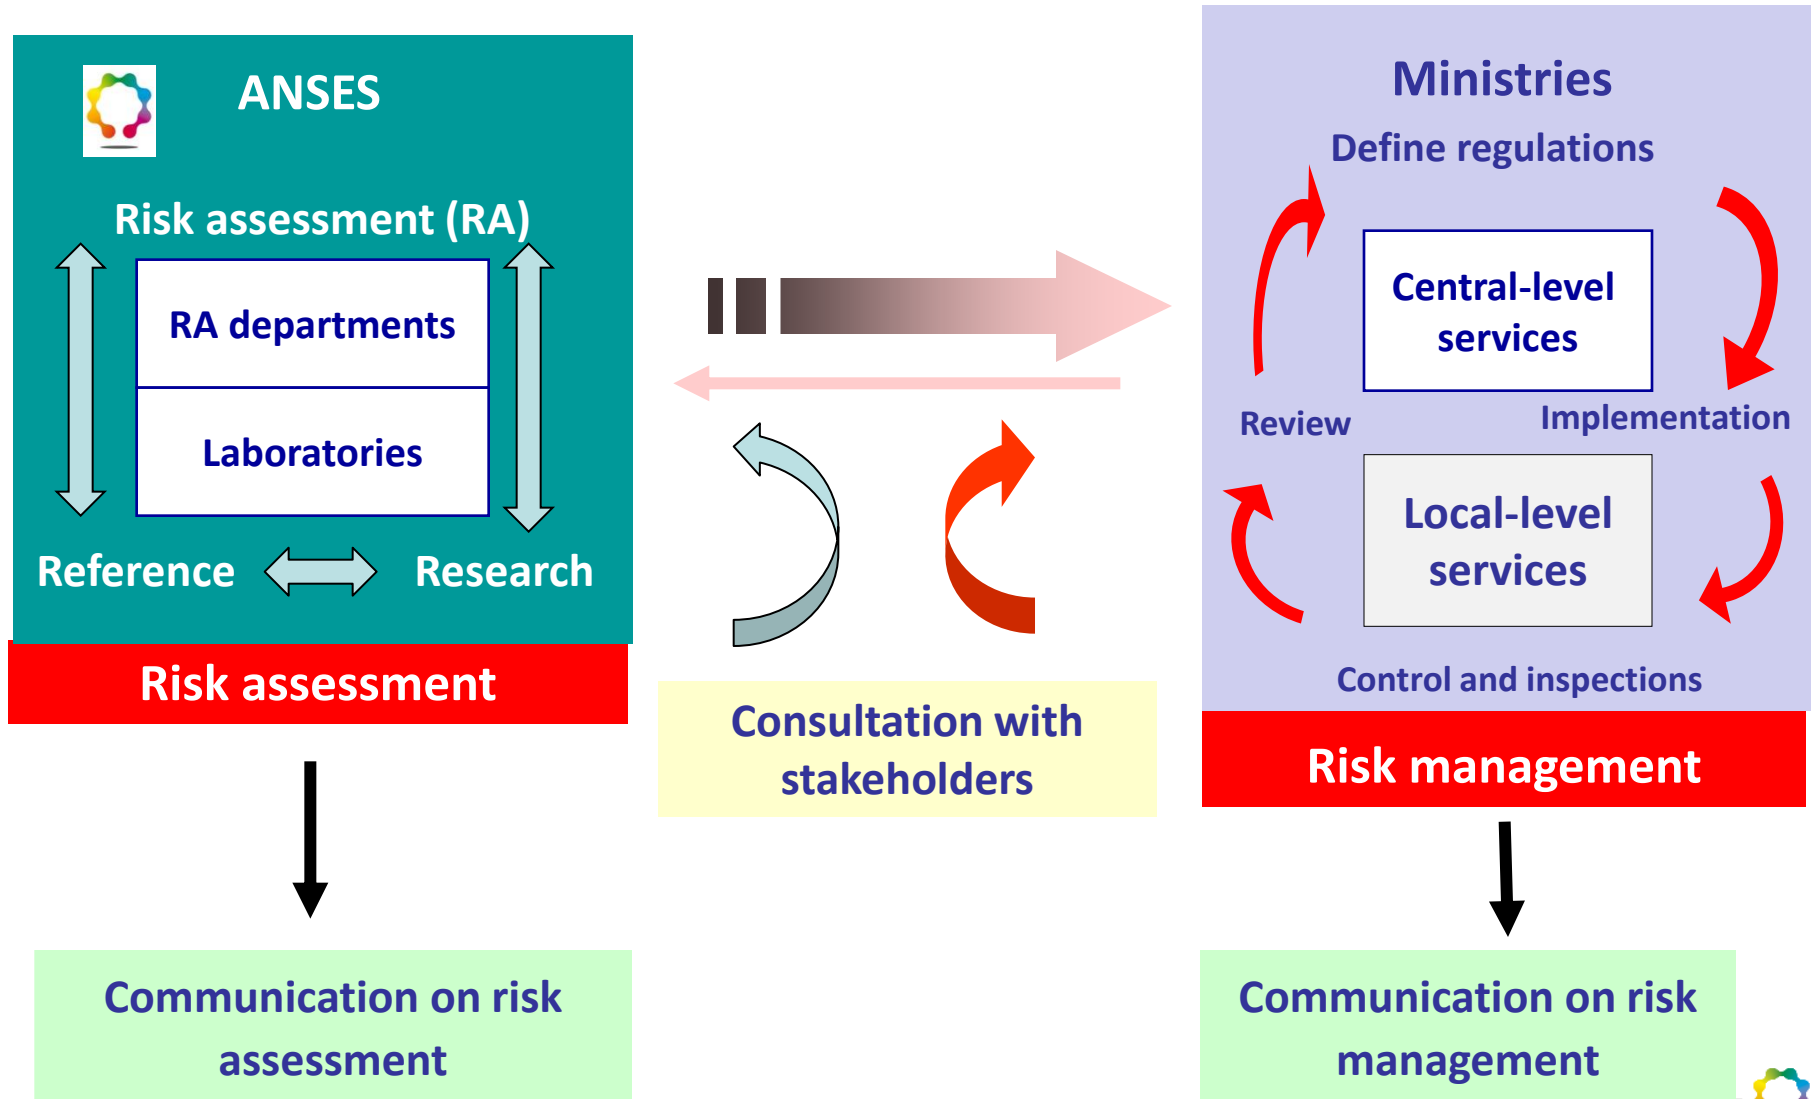 ANSES
Risk assessment (RA)
RA departments
Laboratories
Reference
Research
Risk assessment
Communication on risk
assessment
Consultation with
stakeholders
Ministries
Define regulations
Central-level
services
Review
Implementation
Local-level
services
Control and inspections
Risk management
Communication on risk
management